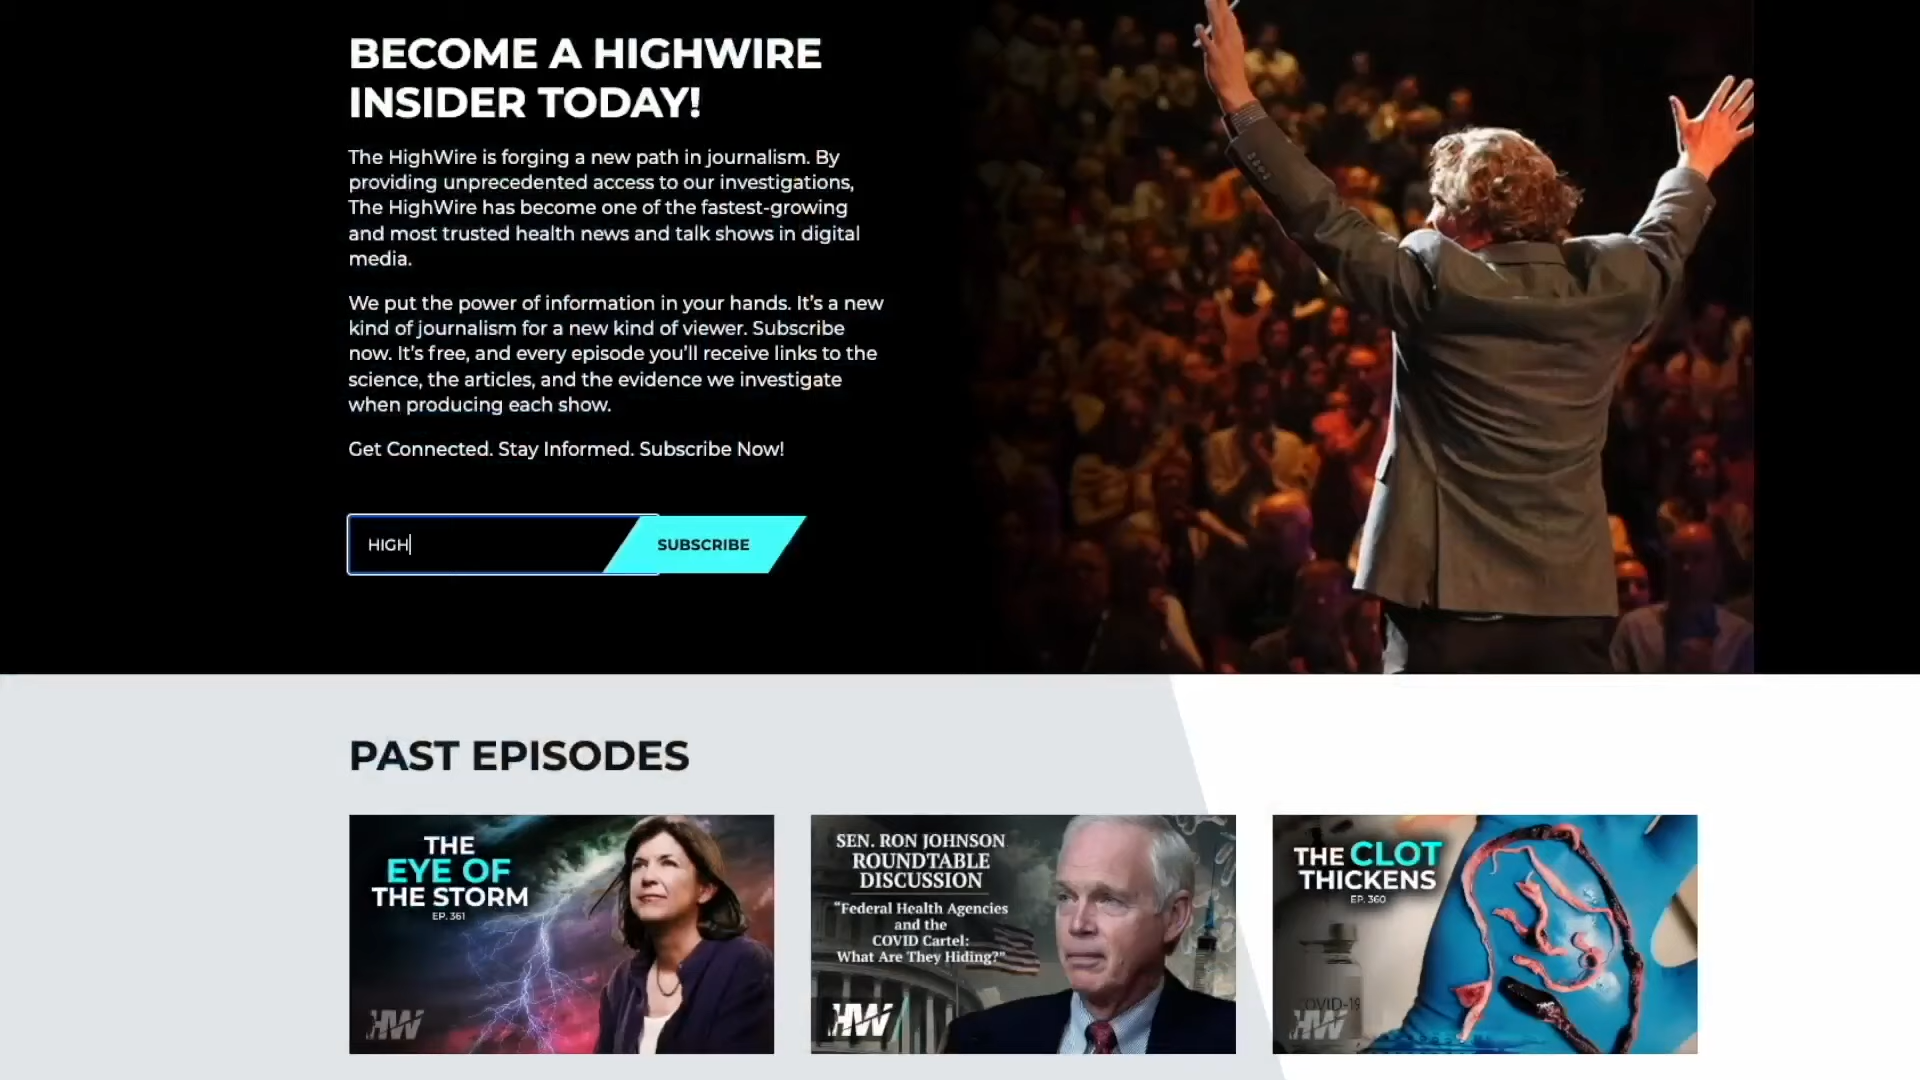 BECOME A HIGHWIRE
INSIDER TODAY!
The HighWire is forging a new path in journalism. By
providing unprecedented access to our investigations,
The HighWire has become one of the fastest-growing
and most trusted health news and talk shows in digital
media.
We put the power of information in your hands. It's a new
kind of journalism for a new kind of viewer. Subscribe
now. It's free, and every episode you'll receive links to the
science, the articles, and the evidence we investigate
when producing each show.
Get Connected. Stay Informed. Subscribe Now!
HIGH
SUBSCRIBE
PAST EPISODES
THE
EYE OF
THE STORM
EP. 361
HW
SEN. RON JOHNSON
ROUNDTABLE
DISCUSSION
"Federal Health Agencies
and the
COVID Cartel:
What Are They Hiding?"
HW
THE CLOT
THICKENS
EP. 360
COVID-19
HW